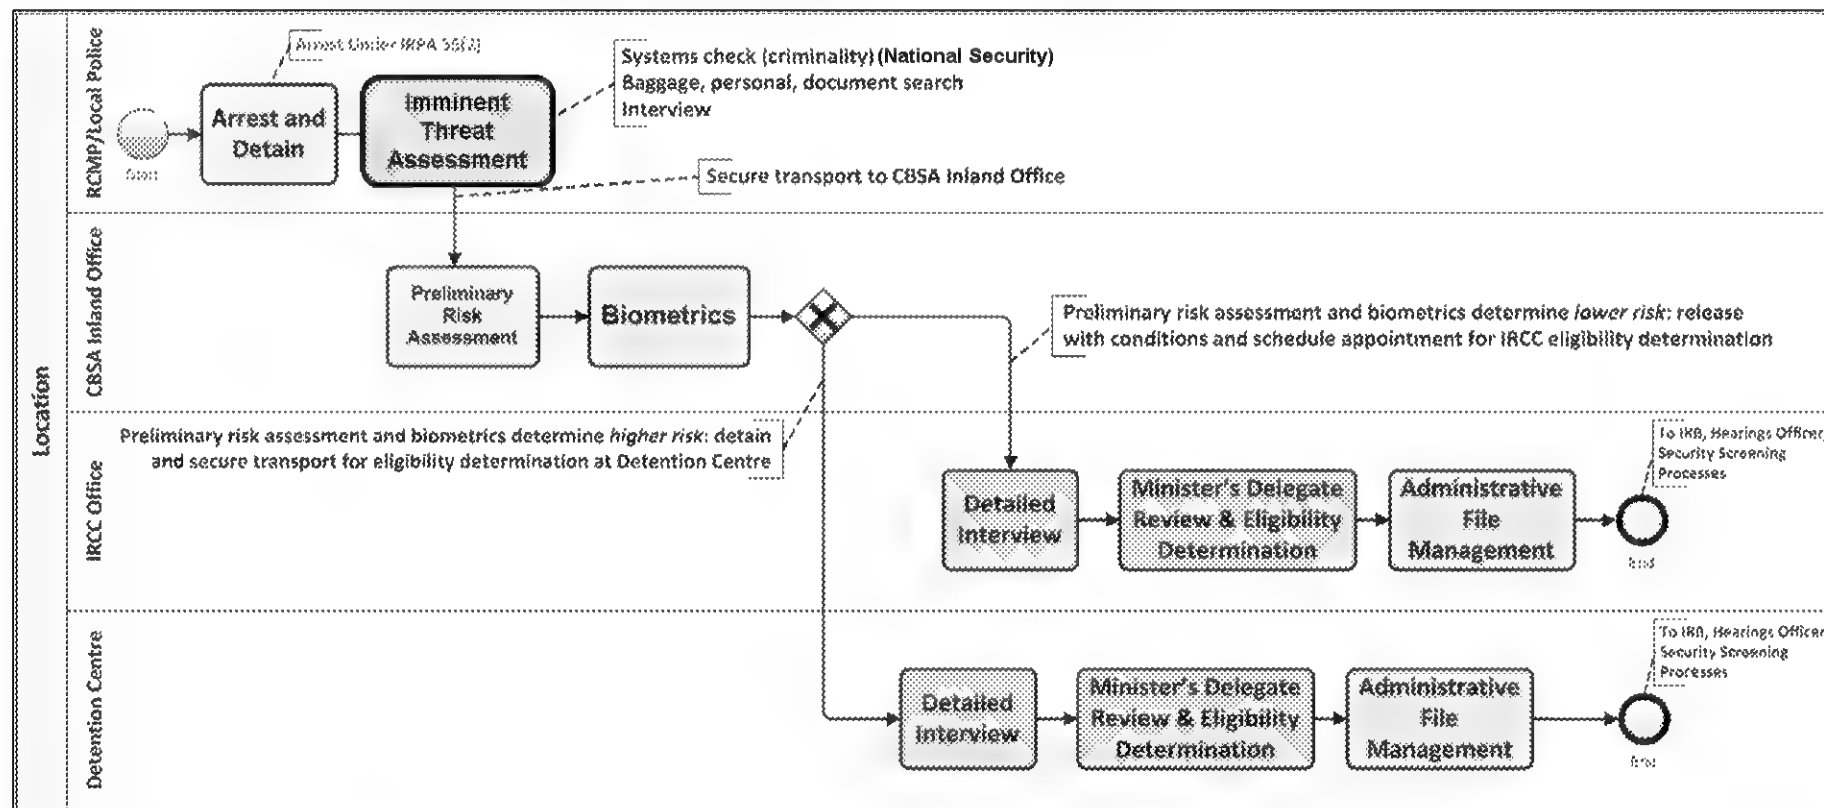 Location
RCMP/Local Police
Start
Arrest and
Detain
Arrest Under IRPA 55(2)
Imminent
Threat
Assessment
Systems check (criminality) (National Security)
Baggage, personal, document search
Interview
Secure transport to CBSA Inland Office
CBSA Inland Office
Preliminary
Risk
Assessment
Biometrics
Preliminary risk assessment and biometrics determine lower risk: release
with conditions and schedule appointment for IRCC eligibility determination
Preliminary risk assessment and biometrics determine higher risk: detain
and secure transport for eligibility determination at Detention Centre
IRCC Office
Detailed
Interview
Minister's Delegate
Review & Eligibility
Determination
Administrative
File
Management
To IRB, Hearings Officer,
Security Screening
Processes
End
Detention Centre
Detailed
Interview
Minister's Delegate
Review & Eligibility
Determination
Administrative
File
Management
To IRB, Hearings Officer,
Security Screening
Processes
End